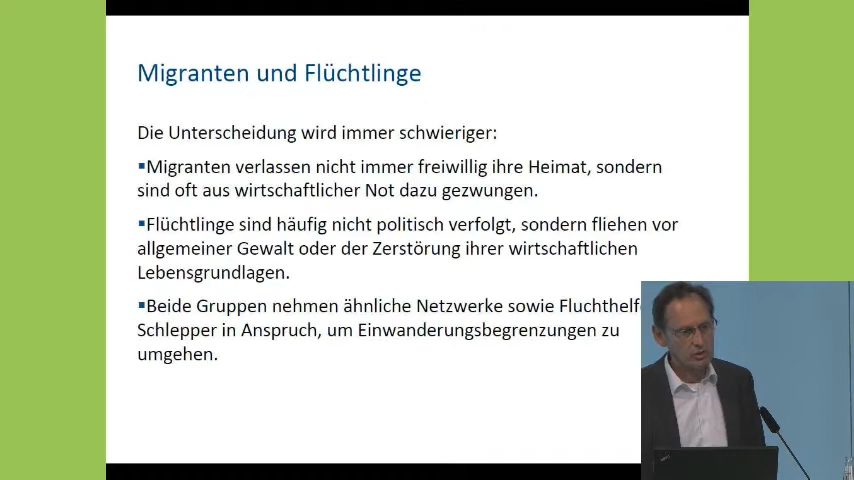 Migranten und Flüchtlinge
Die Unterscheidung wird immer schwieriger:
▪Migranten verlassen nicht immer freiwillig ihre Heimat, sondern
sind oft aus wirtschaftlicher Not dazu gezwungen.
▪Flüchtlinge sind häufig nicht politisch verfolgt, sondern fliehen vor
allgemeiner Gewalt oder der Zerstörung ihrer wirtschaftlichen
Lebensgrundlagen.
▪Beide Gruppen nehmen ähnliche Netzwerke sowie
Schlepper in Anspruch, um Einwanderungsbegrenzungen zu
umgehen.